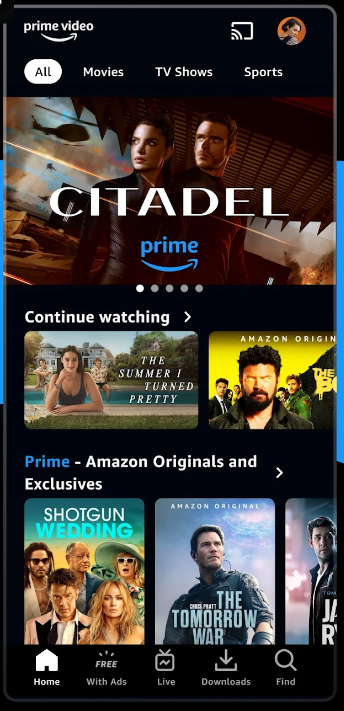 prime video
All Movies TV Shows Sports
CITADEL
prime
Continue watching
THE
SUMMER I
TURNED
PRETTY
AMAZON ORIGIN
THE
Prime - Amazon Originals and
Exclusives
SHOTGUN
WEDDING
AMAZON ORIGINAL
CHRIS PRATT
THE
TOMORROW
WAR
JA
RY
FREE
Home With Ads Live Downloads Find